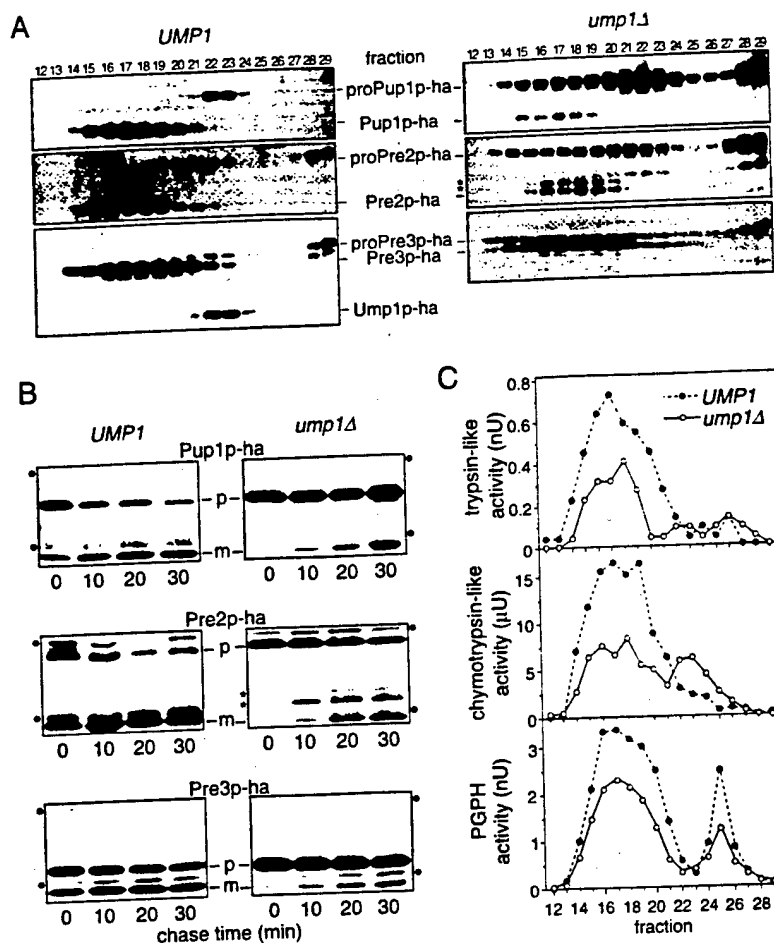 A
UMP1
ump1Δ
12 13 14 15 16 17 18 19 20 21 22 23 24 25 26 28 29
fraction
12 13 14 15 16 17 18 19 20 21 22 23 24 25 26 27 28 29
proPup1p-ha
Pup1p-ha
proPre2p-ha
*
*
Pre2p-ha
proPre3p-ha
Pre3p-ha
Ump1p-ha
B
UMP1
ump1Δ
Pup1p-ha
p
m
0 10 20 30
0 10 20 30
Pre2p-ha
p
*
*
m
0 10 20 30
0 10 20 30
Pre3p-ha
p
m
0 10 20 30
0 10 20 30
chase time (min)
C
UMP1
ump1Δ
trypsin-like
activity (nU)
0.8
0.6
0.4
0.2
0
chymotrypsin-like
activity (µU)
15
10
5
0
PGPH
activity (nU)
3
2
1
0
12 14 16 18 20 22 24 26 28
fraction